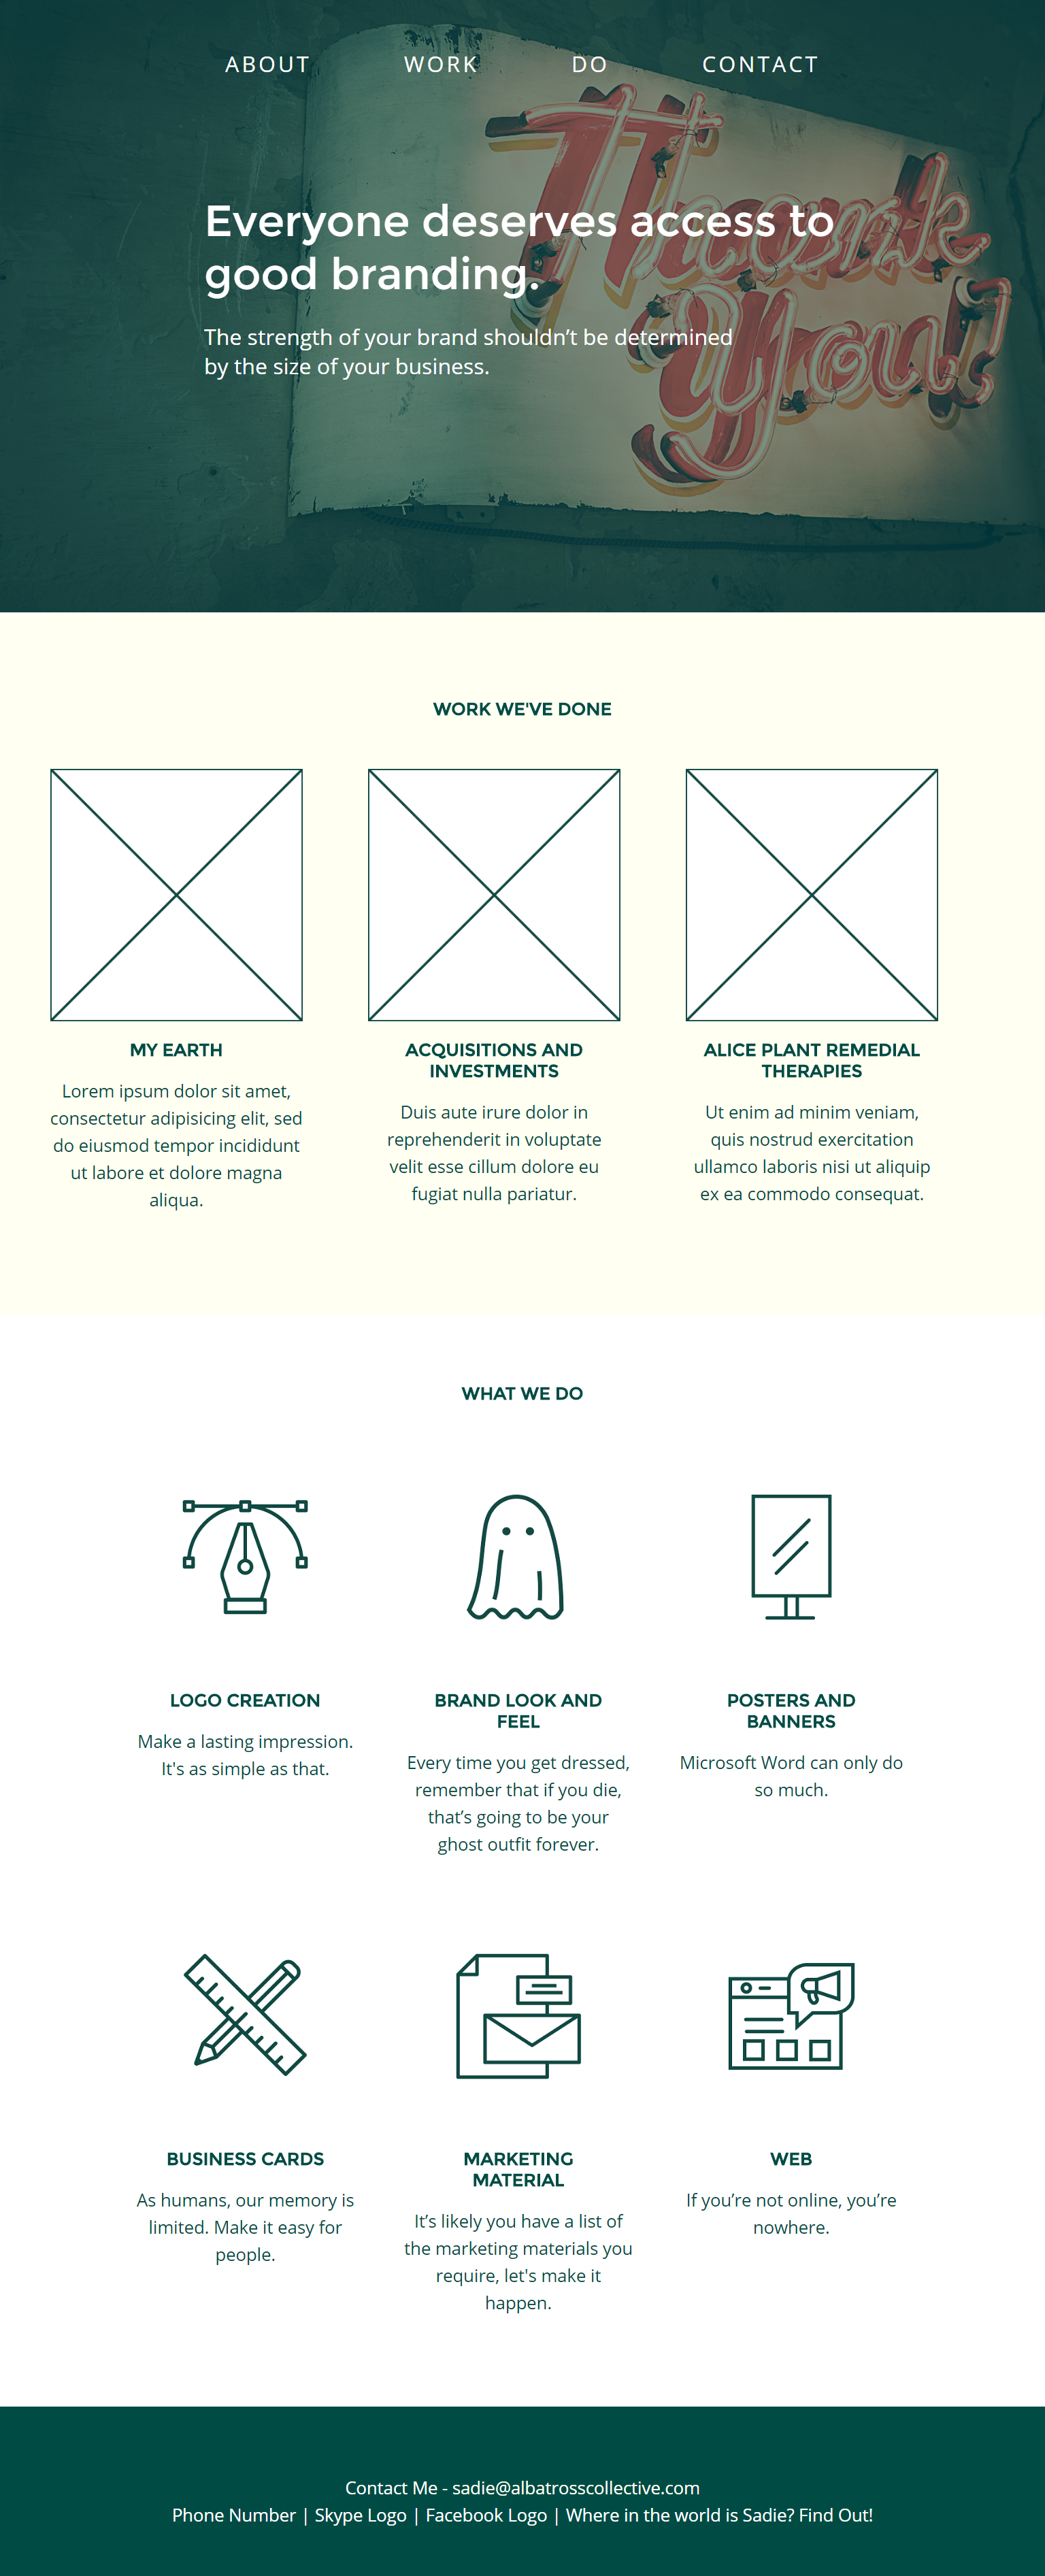 ABOUT WORK DO CONTACT
Thank
Everyone deserves access to
good branding.
you!
The strength of your brand shouldn’t be determined
by the size of your business.
WORK WE'VE DONE
MY EARTH
Lorem ipsum dolor sit amet,
consectetur adipisicing elit, sed
do eiusmod tempor incididunt
ut labore et dolore magna
aliqua.
ACQUISITIONS AND
INVESTMENTS
Duis aute irure dolor in
reprehenderit in voluptate
velit esse cillum dolore eu
fugiat nulla pariatur.
ALICE PLANT REMEDIAL
THERAPIES
Ut enim ad minim veniam,
quis nostrud exercitation
ullamco laboris nisi ut aliquip
ex ea commodo consequat.
WHAT WE DO
LOGO CREATION
Make a lasting impression.
It's as simple as that.
BRAND LOOK AND
FEEL
Every time you get dressed,
remember that if you die,
that’s going to be your
ghost outfit forever.
POSTERS AND
BANNERS
Microsoft Word can only do
so much.
BUSINESS CARDS
As humans, our memory is
limited. Make it easy for
people.
MARKETING
MATERIAL
It’s likely you have a list of
the marketing materials you
require, let's make it
happen.
WEB
If you’re not online, you’re
nowhere.
Contact Me - sadie@albatrosscollective.com
Phone Number | Skype Logo | Facebook Logo | Where in the world is Sadie? Find Out!